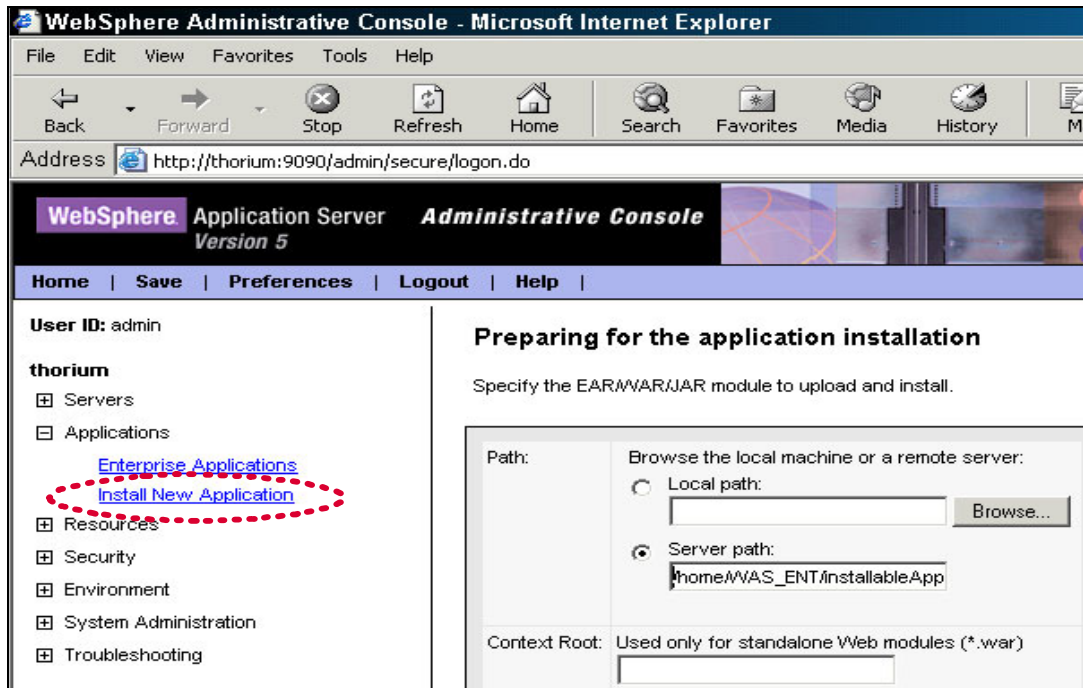 WebSphere Administrative Console - Microsoft Internet Explorer
File Edit View Favorites Tools Help
Back Forward Stop Refresh Home Search Favorites Media History M
Address http://thorium:9090/admin/secure/logon.do
WebSphere. Application Server Administrative Console
Version 5
Home | Save | Preferences | Logout | Help |
User ID: admin
thorium
Servers
Applications
Enterprise Applications
Install New Application
Resources
Security
Environment
System Administration
Troubleshooting
Preparing for the application installation
Specify the EAR/WAR/JAR module to upload and install.
Path:
Browse the local machine or a remote server:
Local path:
Browse...
Server path:
/home/WAS_ENT/installableApp
Context Root:
Used only for standalone Web modules (*.war)